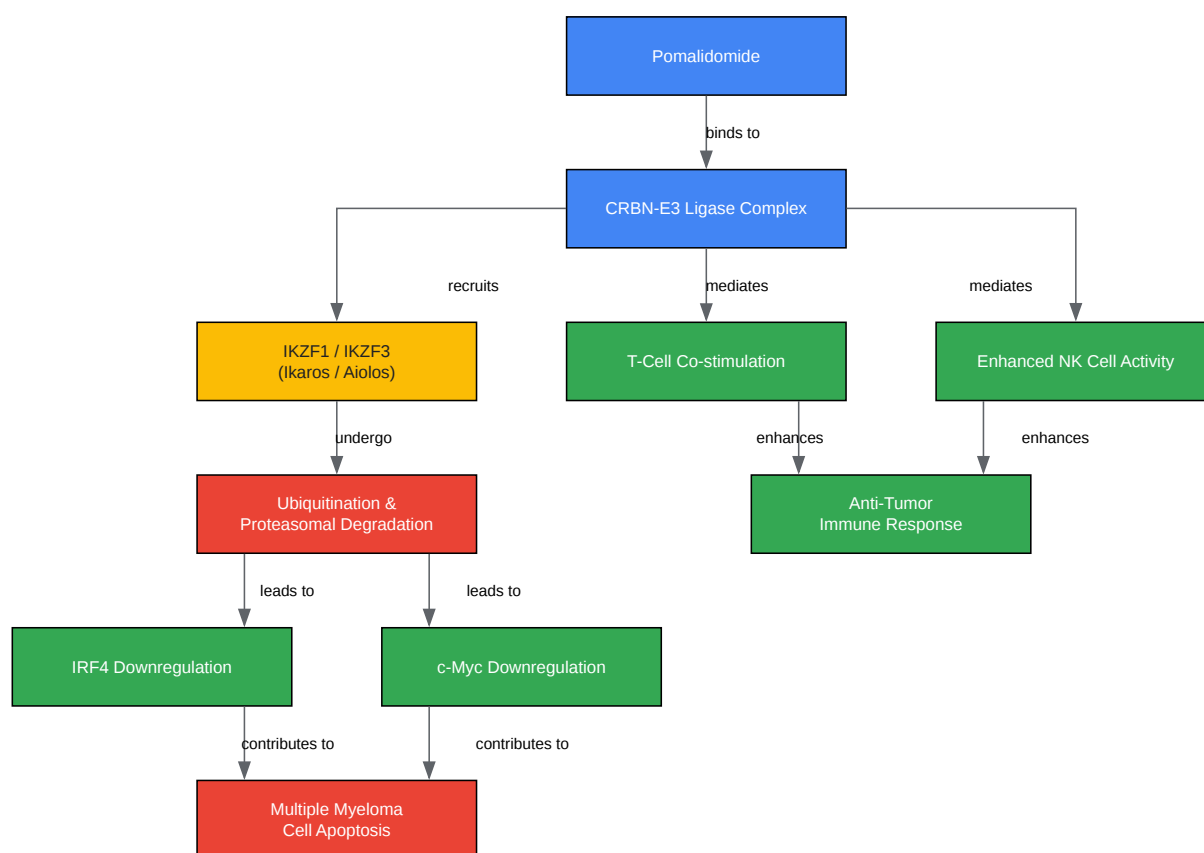 Pomalidomide
binds to
CRBN-E3 Ligase Complex
recruits
mediates
mediates
IKZF1 / IKZF3
(Ikaros / Aiolos)
T-Cell Co-stimulation
Enhanced NK Cell Activity
undergo
enhances
enhances
Ubiquitination &
Proteasomal Degradation
Anti-Tumor
Immune Response
leads to
leads to
IRF4 Downregulation
c-Myc Downregulation
contributes to
contributes to
Multiple Myeloma
Cell Apoptosis